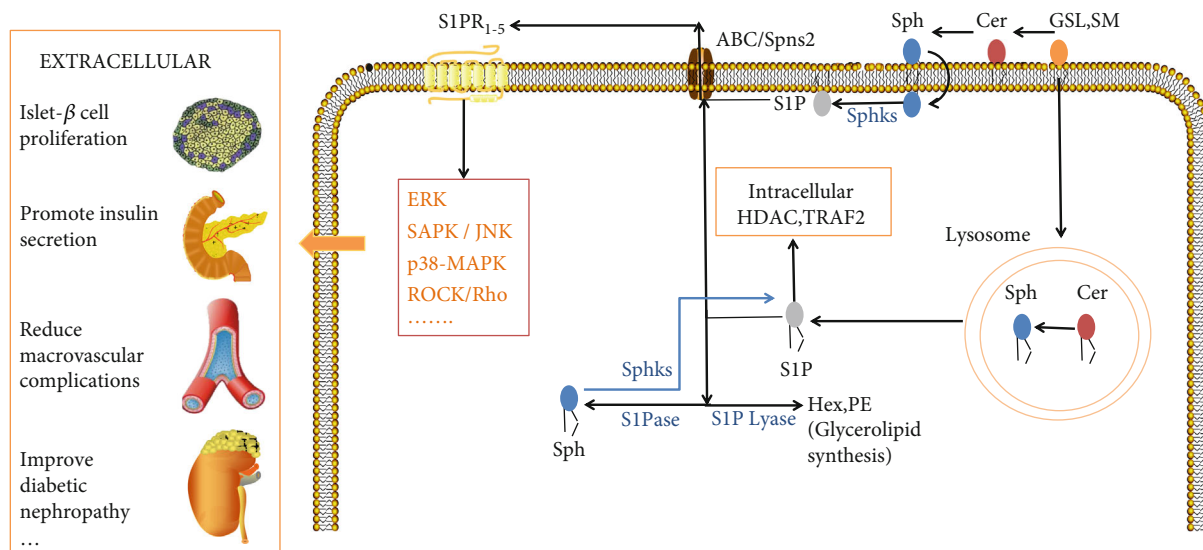 EXTRACELLULAR
Islet-β cell
proliferation
Promote insulin
secretion
Reduce
macrovascular
complications
Improve
diabetic
nephropathy
...
S1PR1-5
ERK
SAPK / JNK
p38-MAPK
ROCK/Rho
.......
ABC/Spns2
Sph
Cer
GSL,SM
S1P
Sphks
Intracellular
HDAC,TRAF2
Lysosome
Sph
Cer
S1P
Sphks
Sph
S1Pase
S1P Lyase
Hex,PE
(Glycerolipid
synthesis)